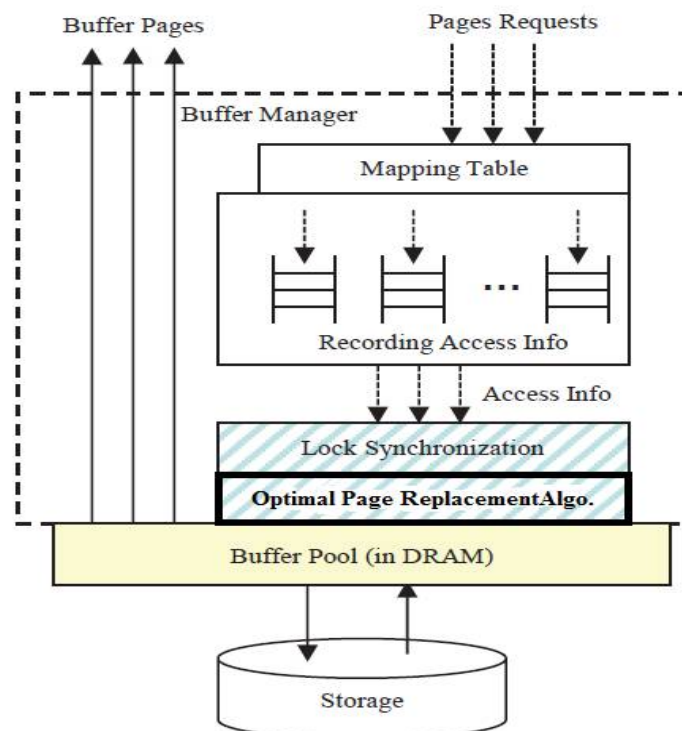 Buffer Pages
Pages Requests
Buffer Manager
Mapping Table
...
Recording Access Info
Access Info
Lock Synchronization
Optimal Page ReplacementAlgo.
Buffer Pool (in DRAM)
Storage